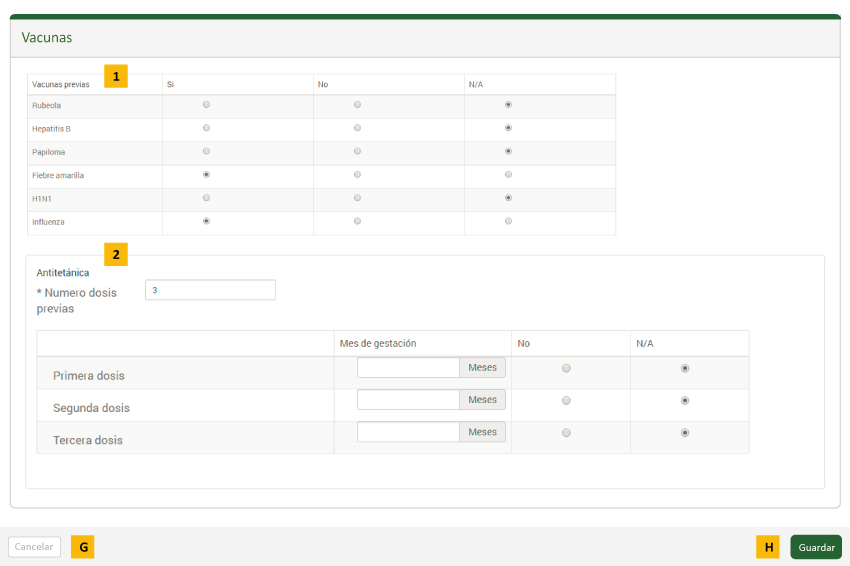 Vacunas
Vacunas previas 1 Si No N/A
Rubeola
Hepatitis B
Papiloma
Fiebre amarilla
H1N1
Influenza
2
Antitetánica
* Numero dosis previas 3
Mes de gestación No N/A
Primera dosis Meses
Segunda dosis Meses
Tercera dosis Meses
Cancelar G H Guardar